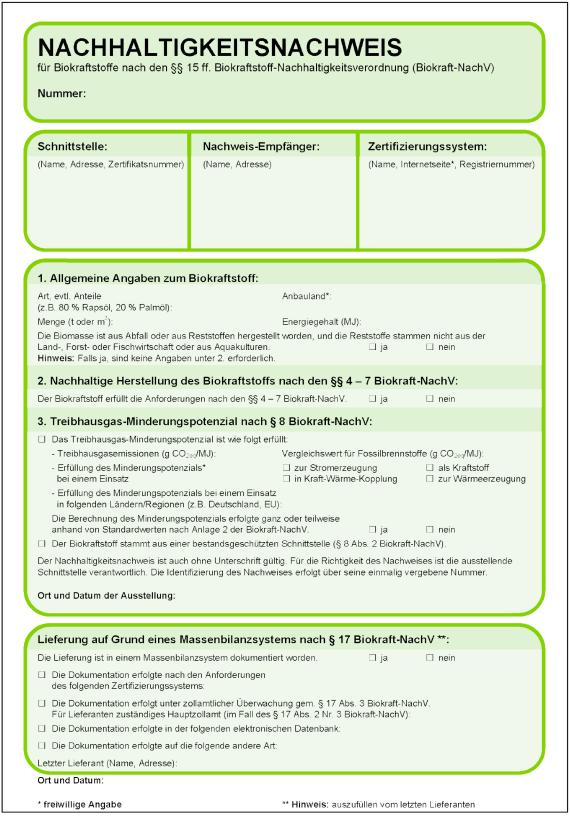 NACHHALTIGKEITSNACHWEIS
für Biokraftstoffe nach den §§ 15 ff. Biokraftstoff-Nachhaltigkeitsverordnung (Biokraft-NachV)
Nummer:
Schnittstelle:
(Name, Adresse, Zertifikatsnummer)
Nachweis-Empfänger:
(Name, Adresse)
Zertifizierungssystem:
(Name, Internetseite*, Registriernummer)
1. Allgemeine Angaben zum Biokraftstoff:
Art, evtl. Anteile Anbauland*:
(z.B. 80 % Rapsöl, 20 % Palmöl):
Menge (t oder m³): Energiegehalt (MJ):
Die Biomasse ist aus Abfall oder aus Reststoffen hergestellt worden, und die Reststoffe stammen nicht aus der
Land-, Forst- oder Fischwirtschaft oder aus Aquakulturen. ☐ ja ☐ nein
Hinweis: Falls ja, sind keine Angaben unter 2. erforderlich.
2. Nachhaltige Herstellung des Biokraftstoffs nach den §§ 4 – 7 Biokraft-NachV:
Der Biokraftstoff erfüllt die Anforderungen nach den §§ 4 – 7 Biokraft-NachV. ☐ ja ☐ nein
3. Treibhausgas-Minderungspotenzial nach § 8 Biokraft-NachV:
☐ Das Treibhausgas-Minderungspotenzial ist wie folgt erfüllt:
- Treibhausgasemissionen (g CO2eq/MJ): Vergleichswert für Fossilbrennstoffe (g CO2eq/MJ):
- Erfüllung des Minderungspotenzials* ☐ zur Stromerzeugung ☐ als Kraftstoff
bei einem Einsatz ☐ in Kraft-Wärme-Kopplung ☐ zur Wärmeerzeugung
- Erfüllung des Minderungspotenzials bei einem Einsatz
in folgenden Ländern/Regionen (z.B. Deutschland, EU):
Die Berechnung des Minderungspotenzials erfolgte ganz oder teilweise
anhand von Standardwerten nach Anlage 2 der Biokraft-NachV. ☐ ja ☐ nein
☐ Der Biokraftstoff stammt aus einer bestandsgeschützten Schnittstelle (§ 8 Abs. 2 Biokraft-NachV).
Der Nachhaltigkeitsnachweis ist auch ohne Unterschrift gültig. Für die Richtigkeit des Nachweises ist die ausstellende
Schnittstelle verantwortlich. Die Identifizierung des Nachweises erfolgt über seine einmalig vergebene Nummer.
Ort und Datum der Ausstellung:
Lieferung auf Grund eines Massenbilanzsystems nach § 17 Biokraft-NachV **:
Die Lieferung ist in einem Massenbilanzsystem dokumentiert worden. ☐ ja ☐ nein
☐ Die Dokumentation erfolgte nach den Anforderungen
des folgenden Zertifizierungssystems:
☐ Die Dokumentation erfolgt unter zollamtlicher Überwachung gem. § 17 Abs. 3 Biokraft-NachV.
Für Lieferanten zuständiges Hauptzollamt (im Fall des § 17 Abs. 2 Nr. 3 Biokraft-NachV):
☐ Die Dokumentation erfolgte in der folgenden elektronischen Datenbank:
☐ Die Dokumentation erfolgte auf die folgende andere Art:
Letzter Lieferant (Name, Adresse):
Ort und Datum:
* freiwillige Angabe ** Hinweis: auszufüllen vom letzten Lieferanten